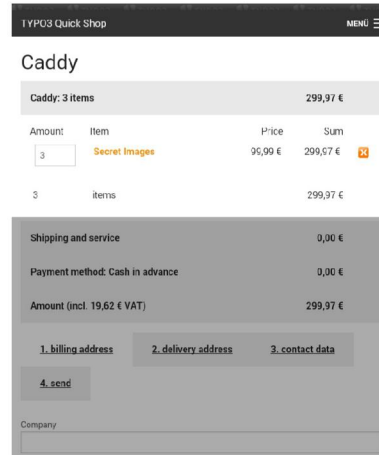 TYPO3 Quick Shop MENÜ
Caddy
Caddy: 3 items 299,97 €
Amount Item Price Sum
3 Secret Images 99,99 € 299,97 €
3 items 299,97 €
Shipping and service 0,00 €
Payment method: Cash in advance 0,00 €
Amount (incl. 19,62 € VAT) 299,97 €
1. billing address 2. delivery address 3. contact data
4. send
Company